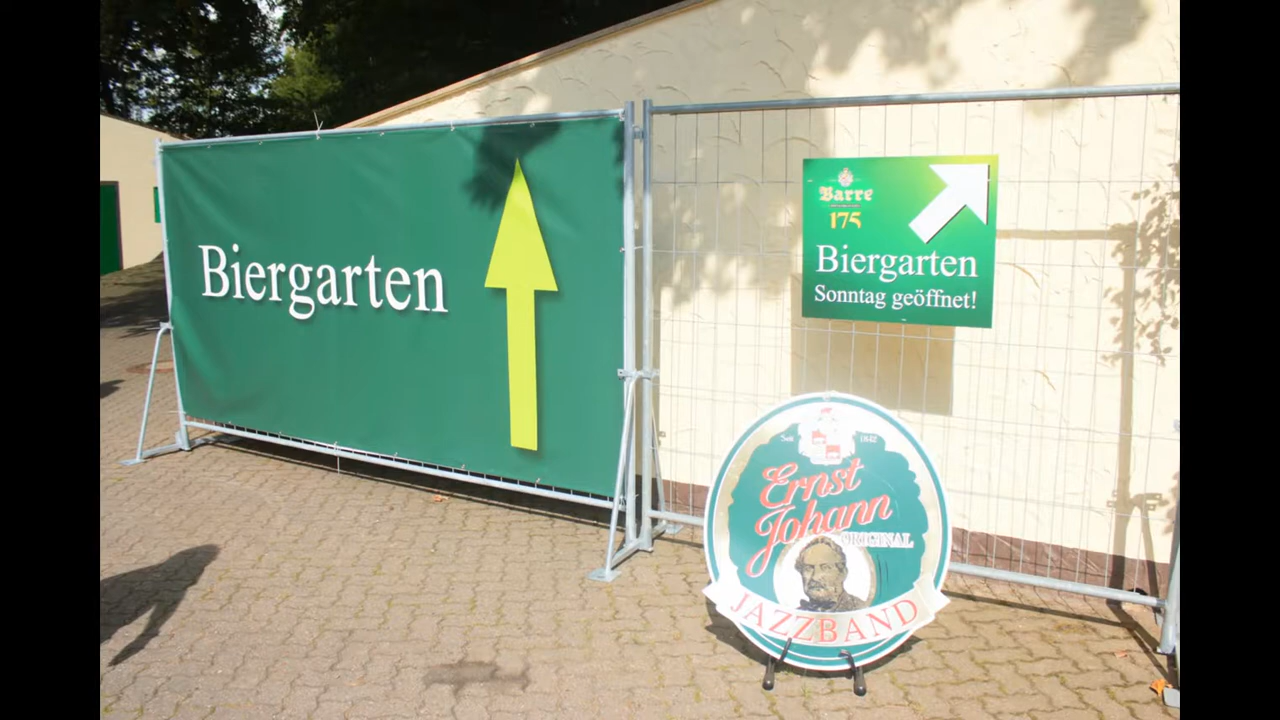 Biergarten
Barre
175
Biergarten
Sonntag geöffnet!
Seit 1842
Ernst
Johann
ORIGINAL
JAZZBAND